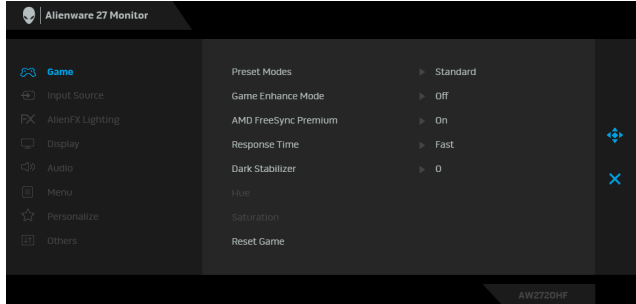 Alienware 27 Monitor
Game
Preset Modes Standard
Input Source
Game Enhance Mode Off
FX AlienFX Lighting
AMD FreeSync Premium On
Display
Response Time Fast
Audio
Dark Stabilizer 0
Menu
Hue
Personalize
Saturation
Others
Reset Game
AW2720HF